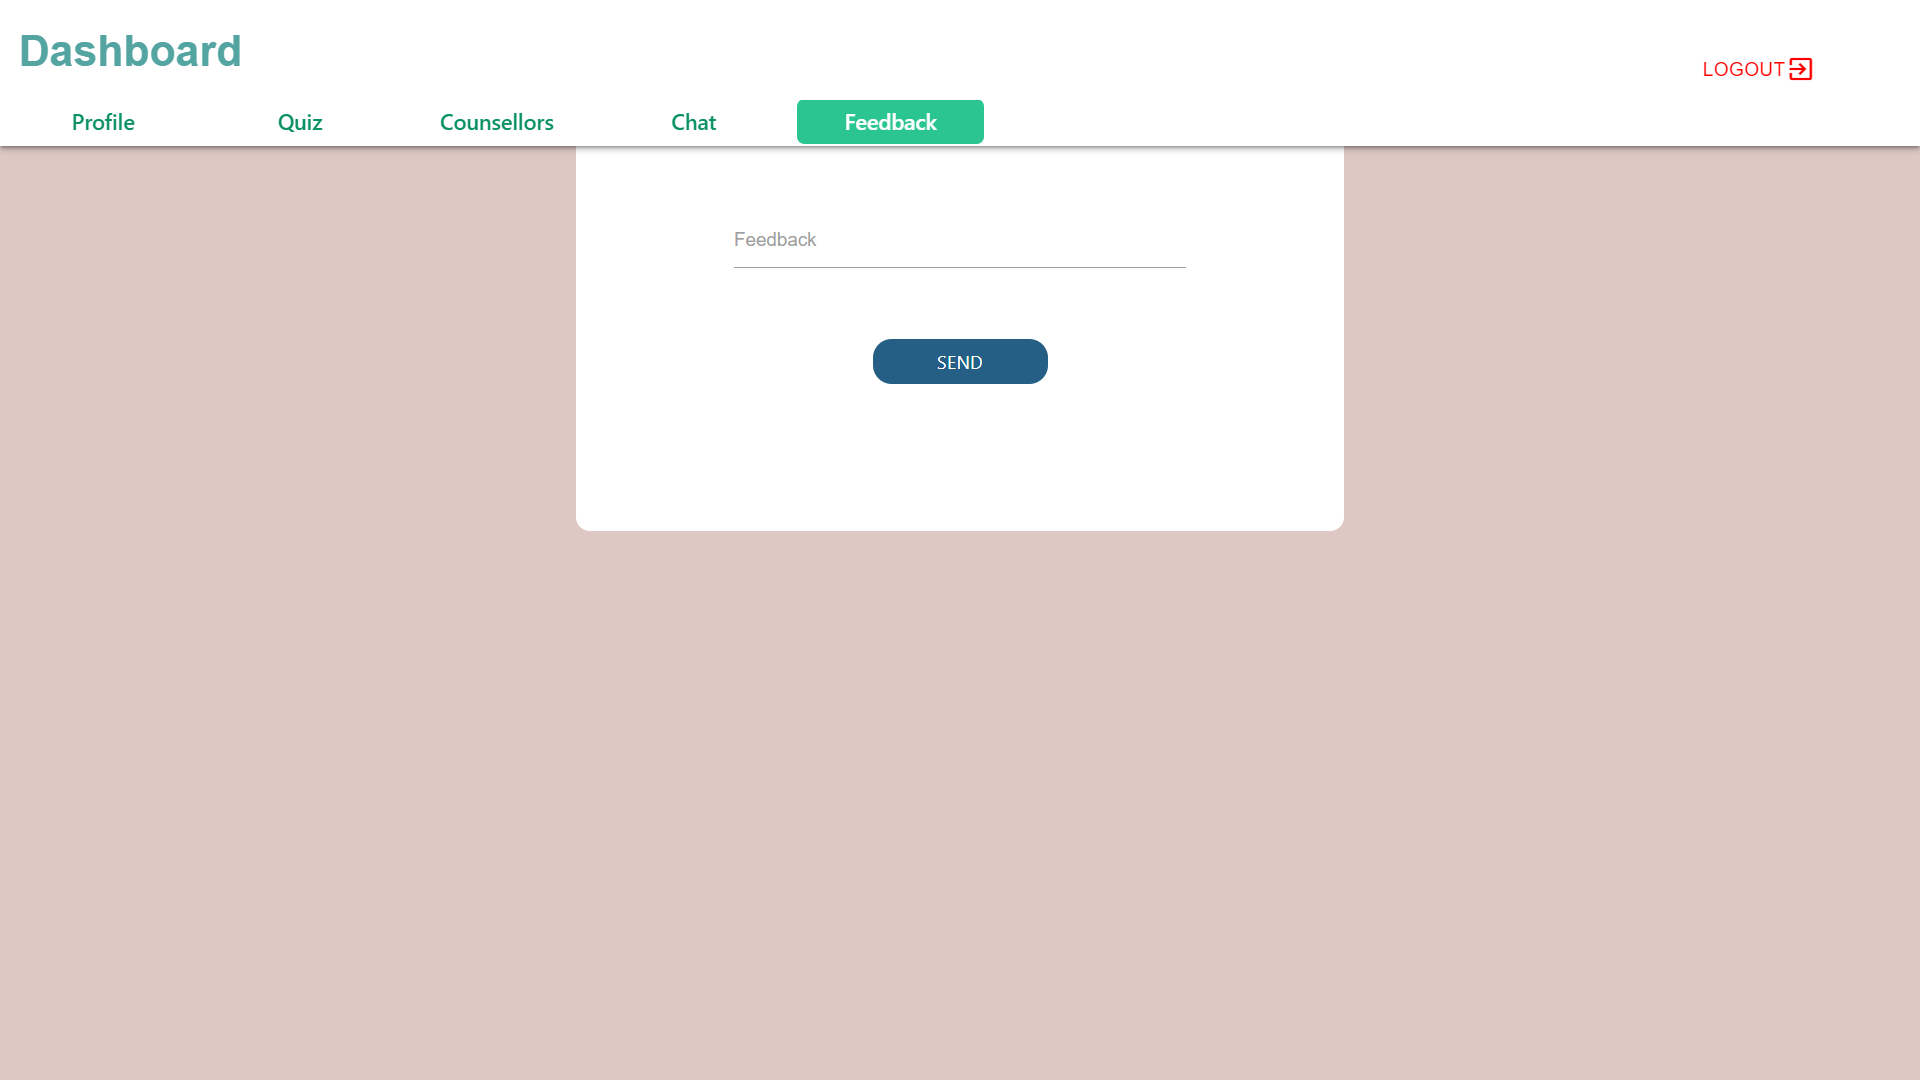 Dashboard
LOGOUT
Profile Quiz Counsellors Chat Feedback
Feedback
SEND